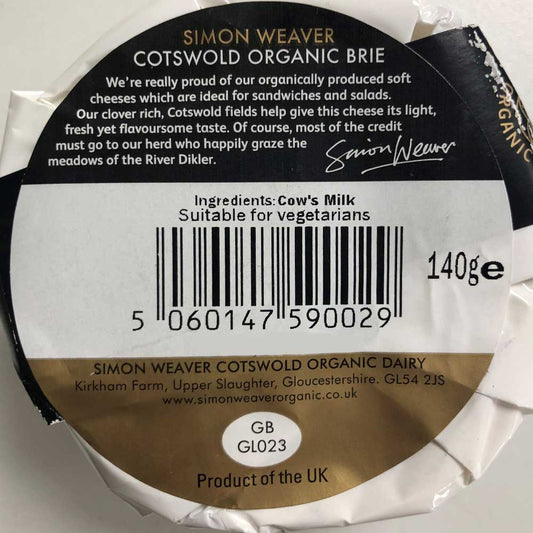 SIMON WEAVER
COTSWOLD ORGANIC BRIE
We're really proud of our organically produced soft
cheeses which are ideal for sandwiches and salads.
Our clover rich, Cotswold fields help give this cheese its light,
fresh yet flavoursome taste. Of course, most of the credit
must go to our herd who happily graze the
meadows of the River Dikler.
Simon Weaver
Ingredients: Cow's Milk
Suitable for vegetarians
140g e
5 060147 590029
SIMON WEAVER COTSWOLD ORGANIC DAIRY
Kirkham Farm, Upper Slaughter, Gloucestershire. GL54 2JS
www.simonweaverorganic.co.uk
GB
GL023
Product of the UK
ORGANIC